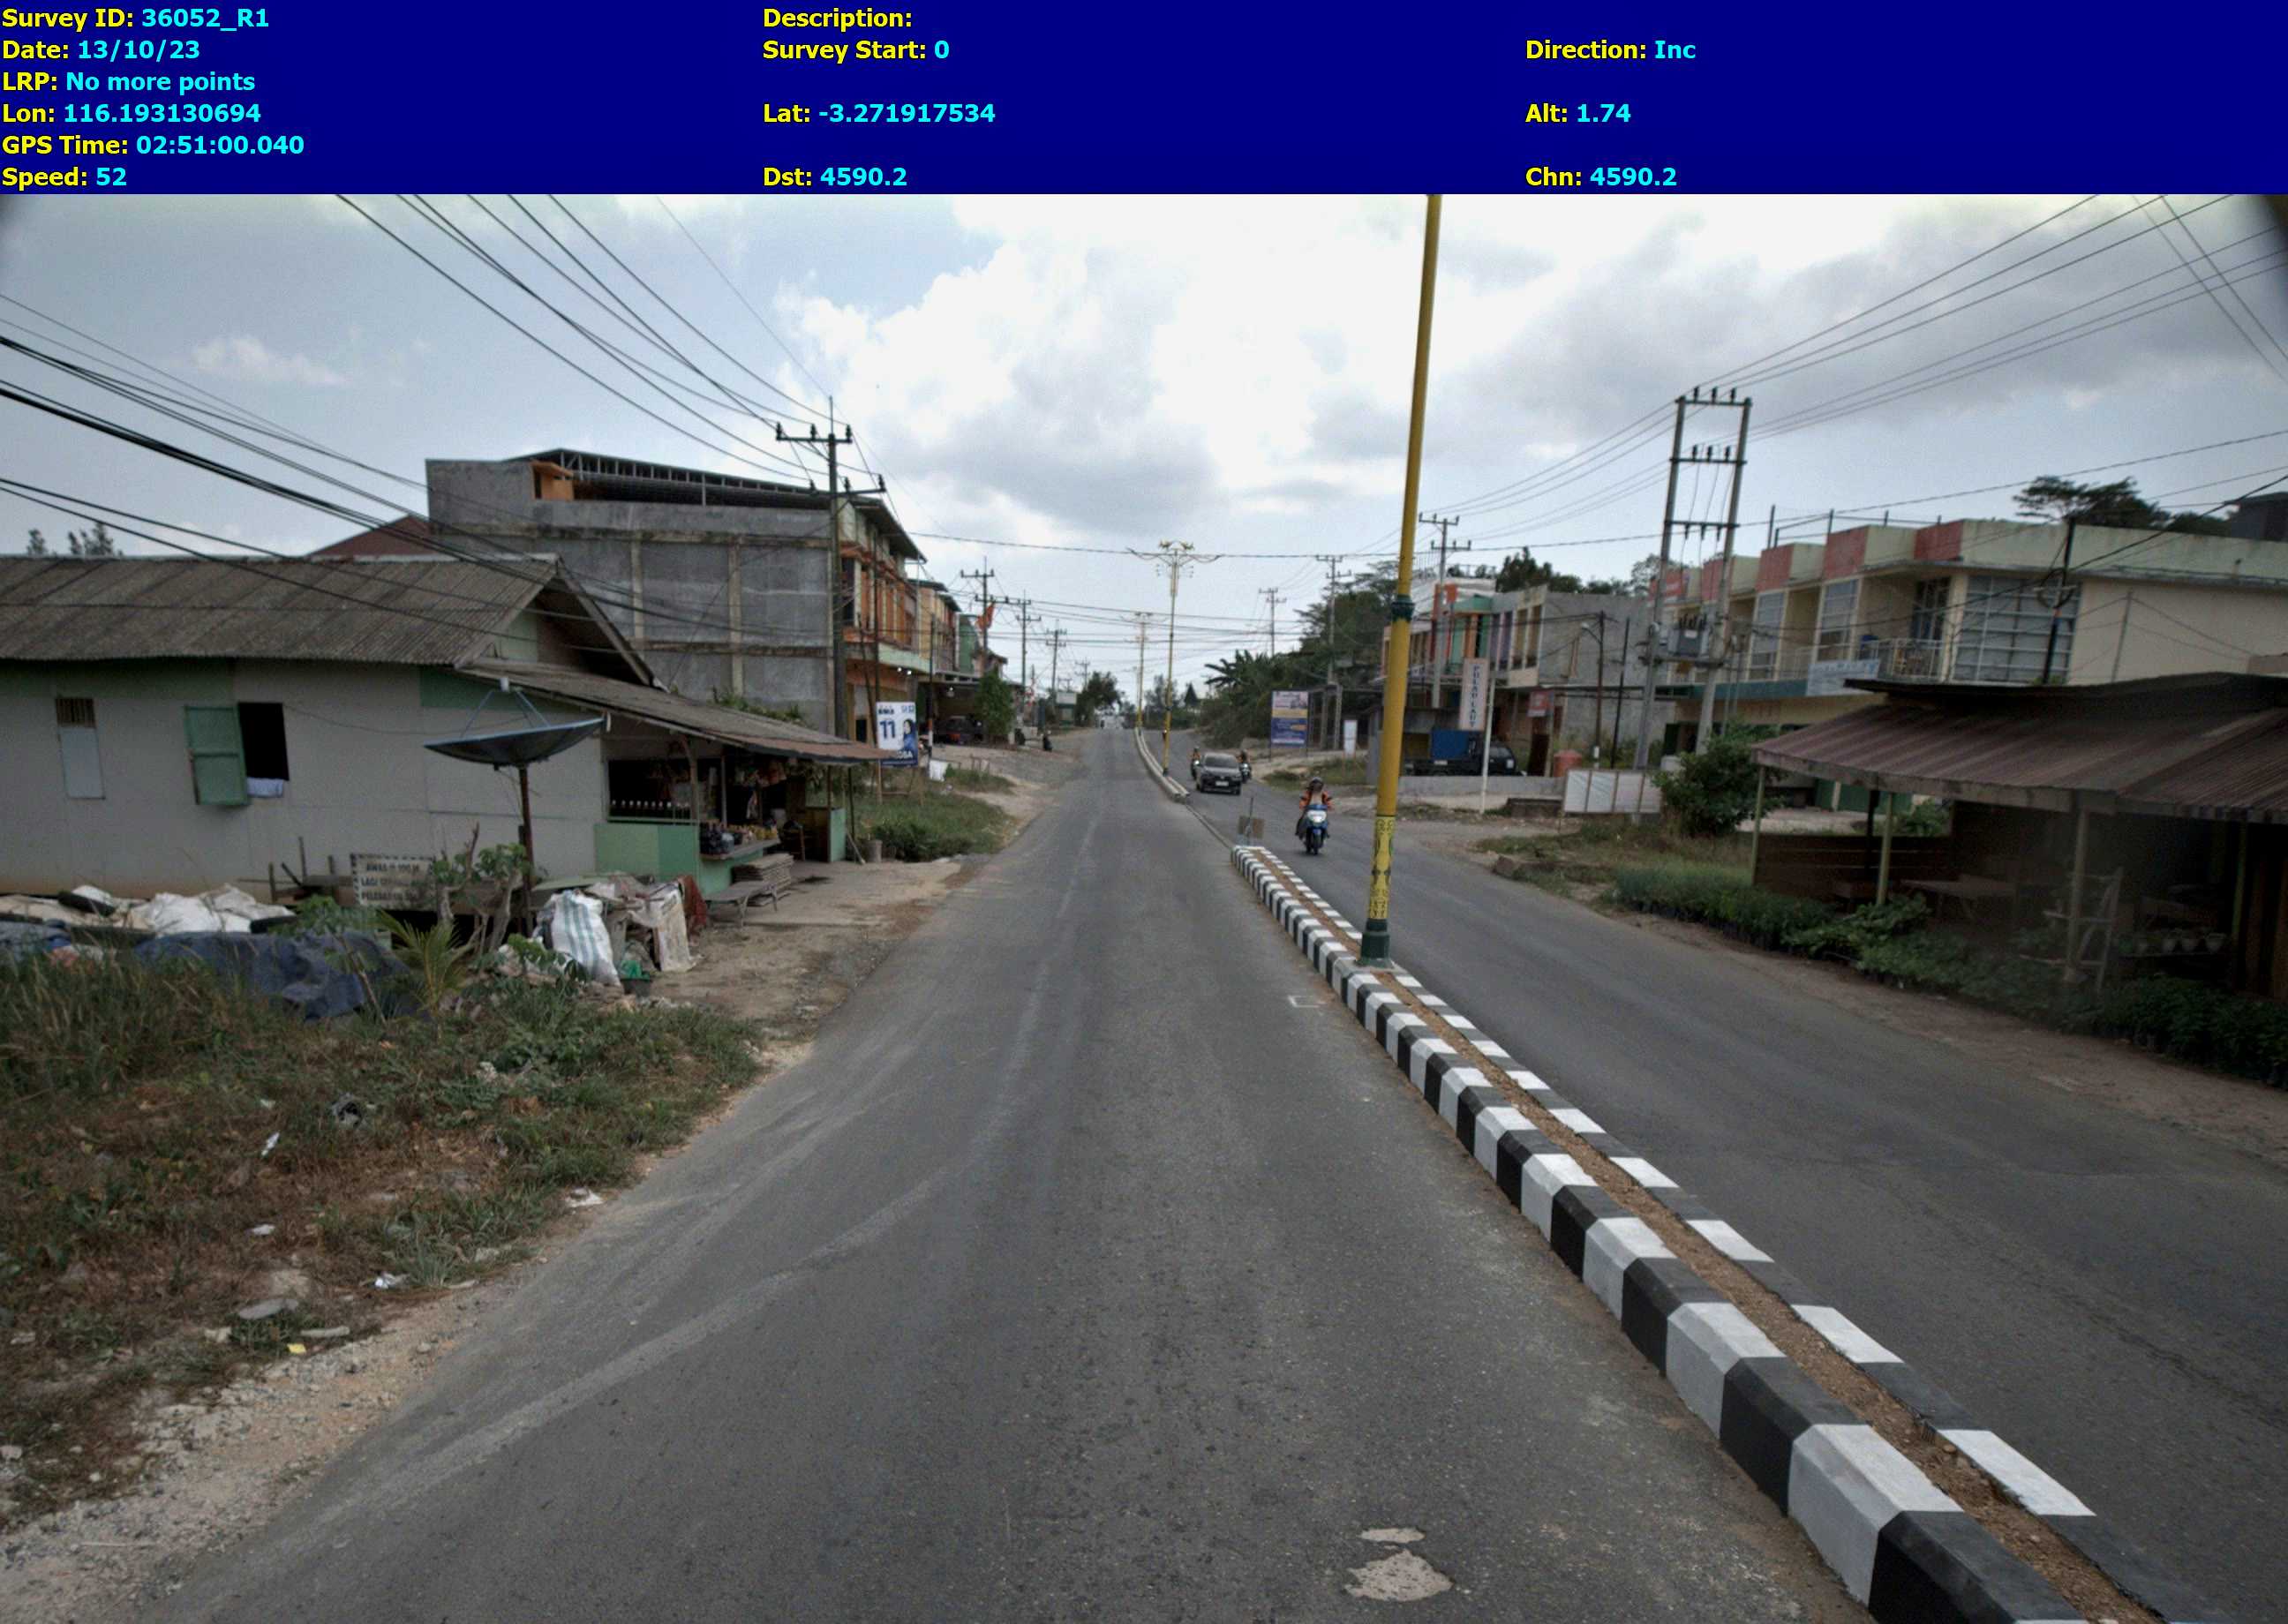 Survey ID: 36052_R1
Description:
Date: 13/10/23
Survey Start: 0
Direction: Inc
LRP: No more points
Lon: 116.193130694
Lat: -3.271917534
Alt: 1.74
GPS Time: 02:51:00.040
Speed: 52
Dst: 4590.2
Chn: 4590.2
11